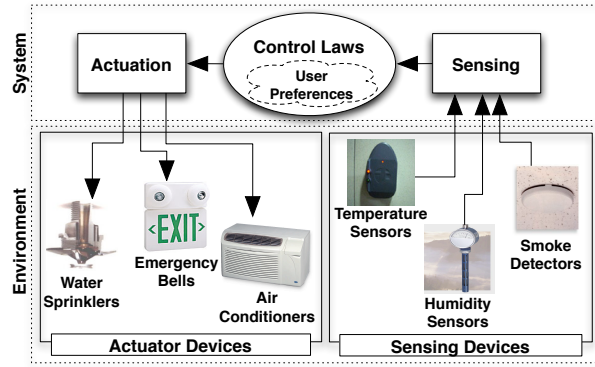 System
Actuation
Control Laws
User
Preferences
Sensing
Environment
Water
Sprinklers
<EXIT>
Emergency
Bells
Air
Conditioners
Actuator Devices
Temperature
Sensors
Humidity
Sensors
Smoke
Detectors
Sensing Devices